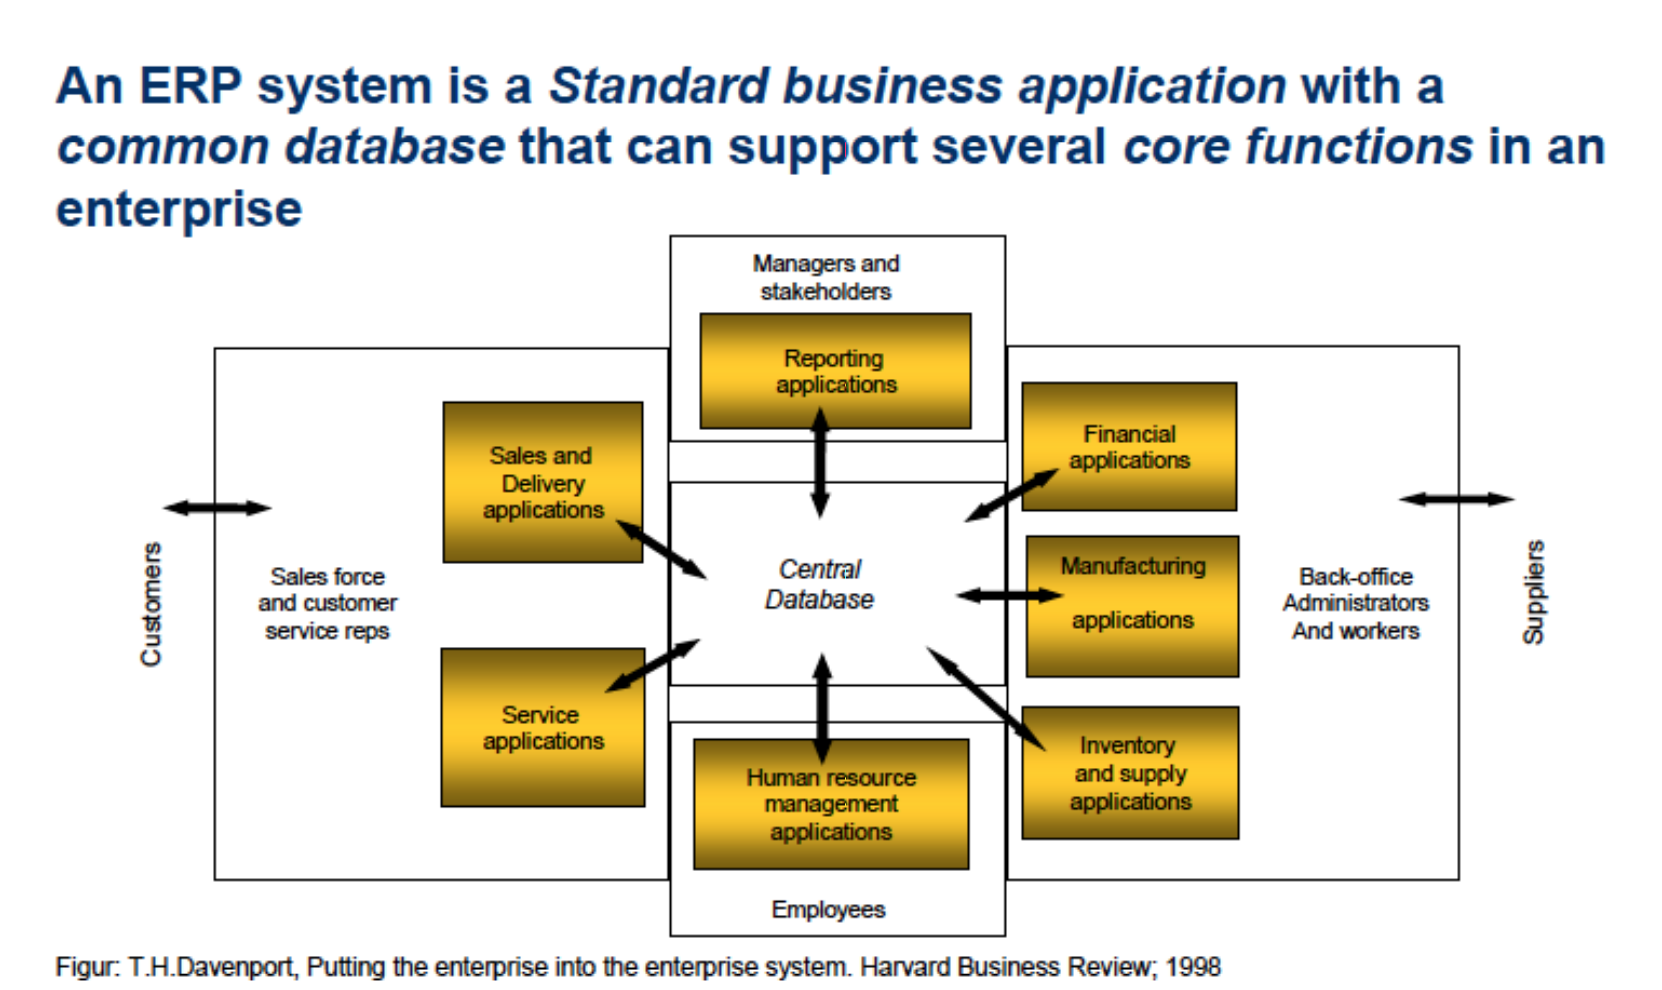 An ERP system is a Standard business application with a
common database that can support several core functions in an
enterprise
Managers and
stakeholders
Reporting
applications
Sales and
Delivery
applications
Financial
applications
Customers
Sales force
and customer
service reps
Central
Database
Manufacturing
applications
Back-office
Administrators
And workers
Suppliers
Service
applications
Human resource
management
applications
Inventory
and supply
applications
Employees
Figur: T.H.Davenport, Putting the enterprise into the enterprise system. Harvard Business Review; 1998